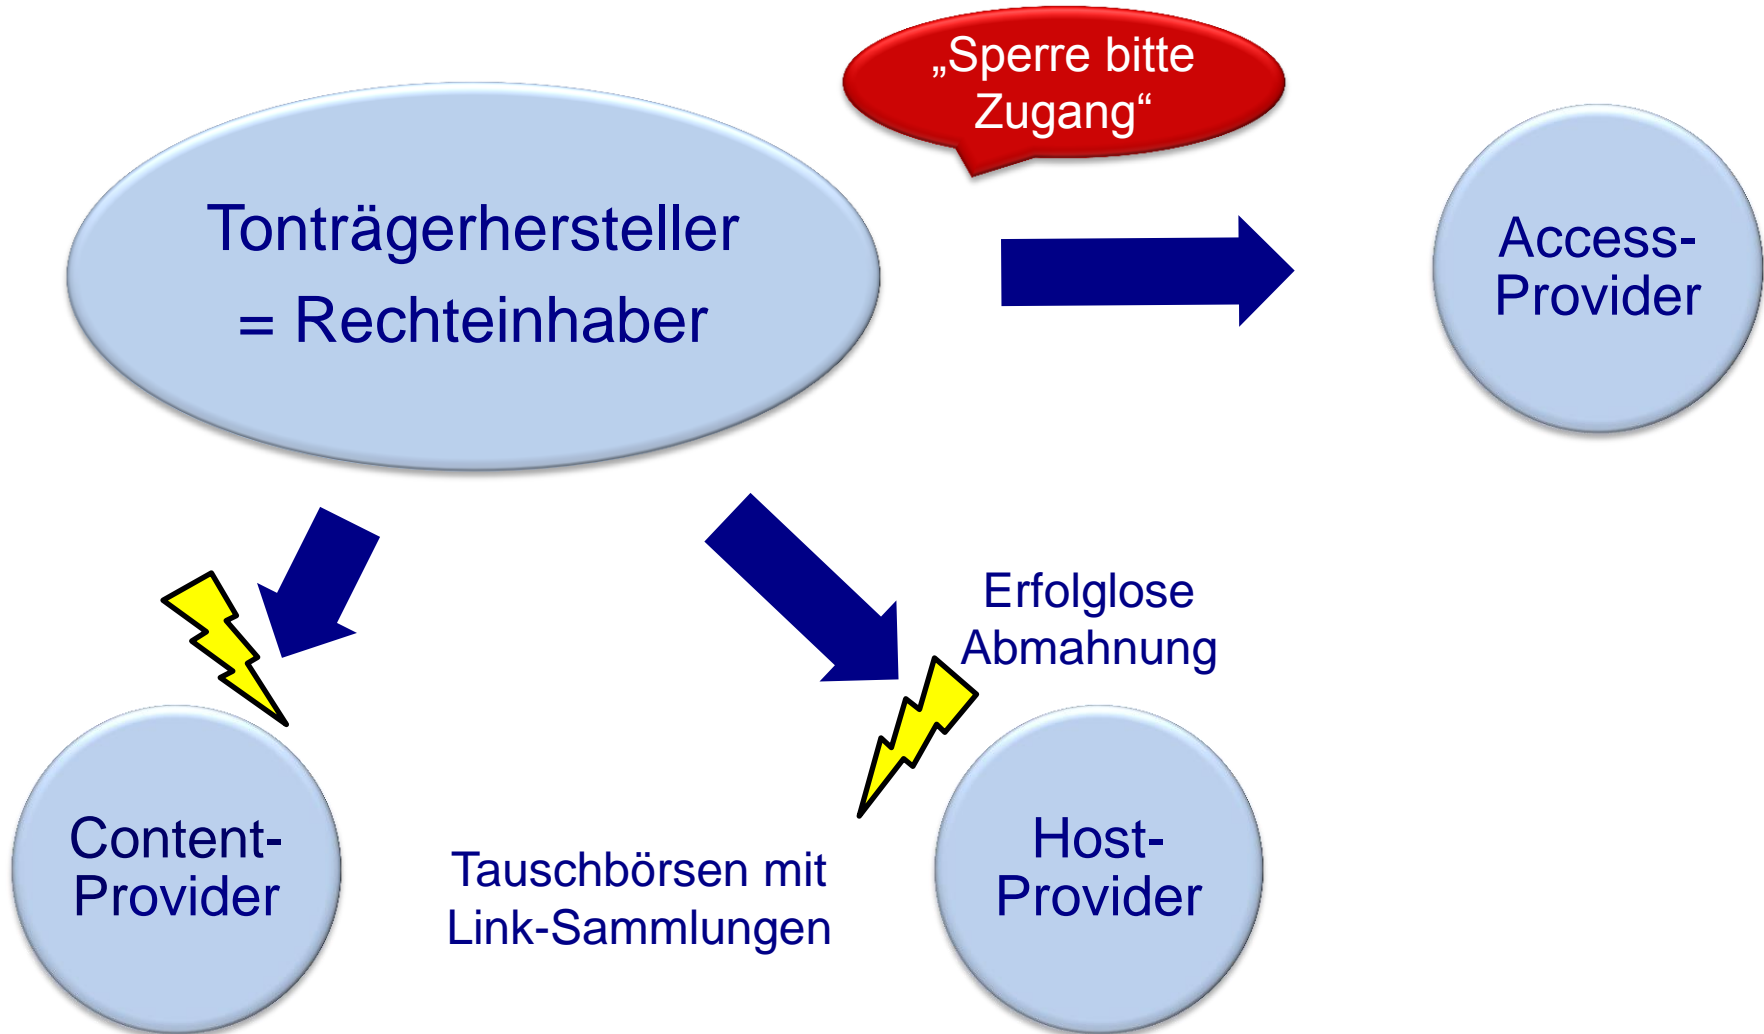 „Sperre bitte
Zugang“
Tonträgerhersteller
= Rechteinhaber
Access-
Provider
Erfolglose
Abmahnung
Content-
Provider
Tauschbörsen mit
Link-Sammlungen
Host-
Provider